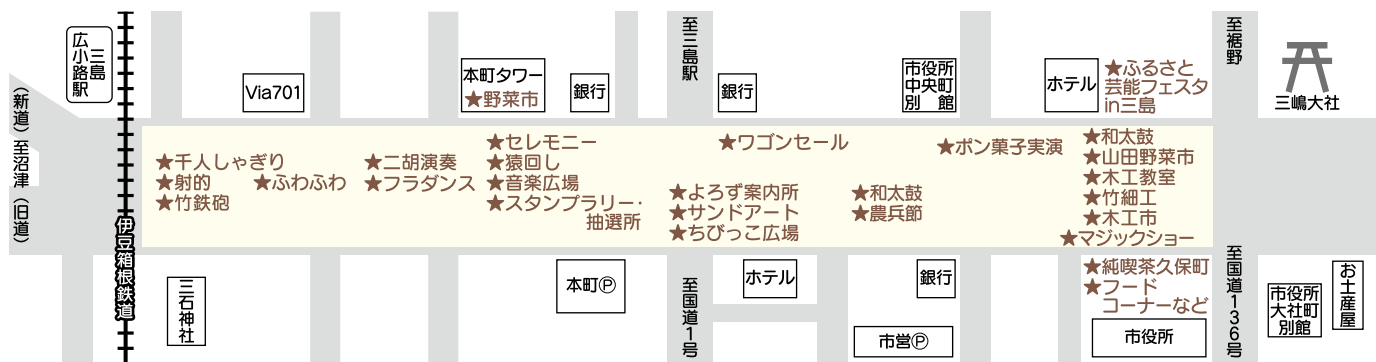 (新道)至沼津(旧道)
三島
広小路駅
伊豆箱根鉄道
Via701
本町タワー
★野菜市
銀行
至三島駅
銀行
市役所
中央町
別館
ホテル
★ふるさと
芸能フェスタ
in三島
至裾野
三嶋大社
★千人しゃぎり
★射的
★ふわふわ
★竹鉄砲
★二胡演奏
★フラダンス
★セレモニー
★猿回し
★音楽広場
★スタンプラリー・
抽選所
★ワゴンセール
★よろず案内所
★サンドアート
★ちびっこ広場
★和太鼓
★農兵節
★ポン菓子実演
★和太鼓
★山田野菜市
★木工教室
★竹細工
★木工市
★マジックショー
三石神社
本町Ⓟ
至国道1号
ホテル
市営Ⓟ
銀行
★純喫茶久保町
★フード
コーナーなど
市役所
至国道136号
市役所
大社町
別館
お土産屋